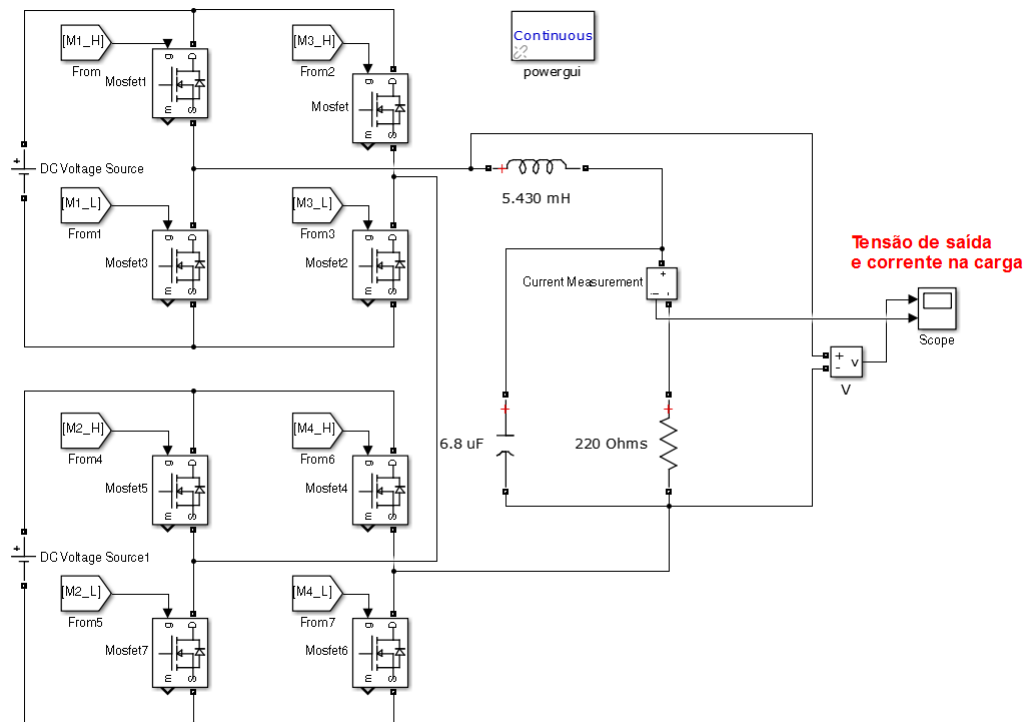 [M1_H]
From
g
D
m
S
Mosfet1
[M3_H]
From2
g
D
m
S
Mosfet
Continuous
powergui
+
DC Voltage Source
[M1_L]
From1
g
D
m
S
Mosfet3
[M3_L]
From3
g
D
m
S
Mosfet2
+
5.430 mH
Tensão de saída
e corrente na carga
+
i
-
Current Measurement
Scope
+
-
v
V
+
6.8 uF
+
220 Ohms
[M2_H]
From4
g
D
m
S
Mosfet5
[M4_H]
From6
g
D
m
S
Mosfet4
+
DC Voltage Source1
[M2_L]
From5
g
D
m
S
Mosfet7
[M4_L]
From7
g
D
m
S
Mosfet6